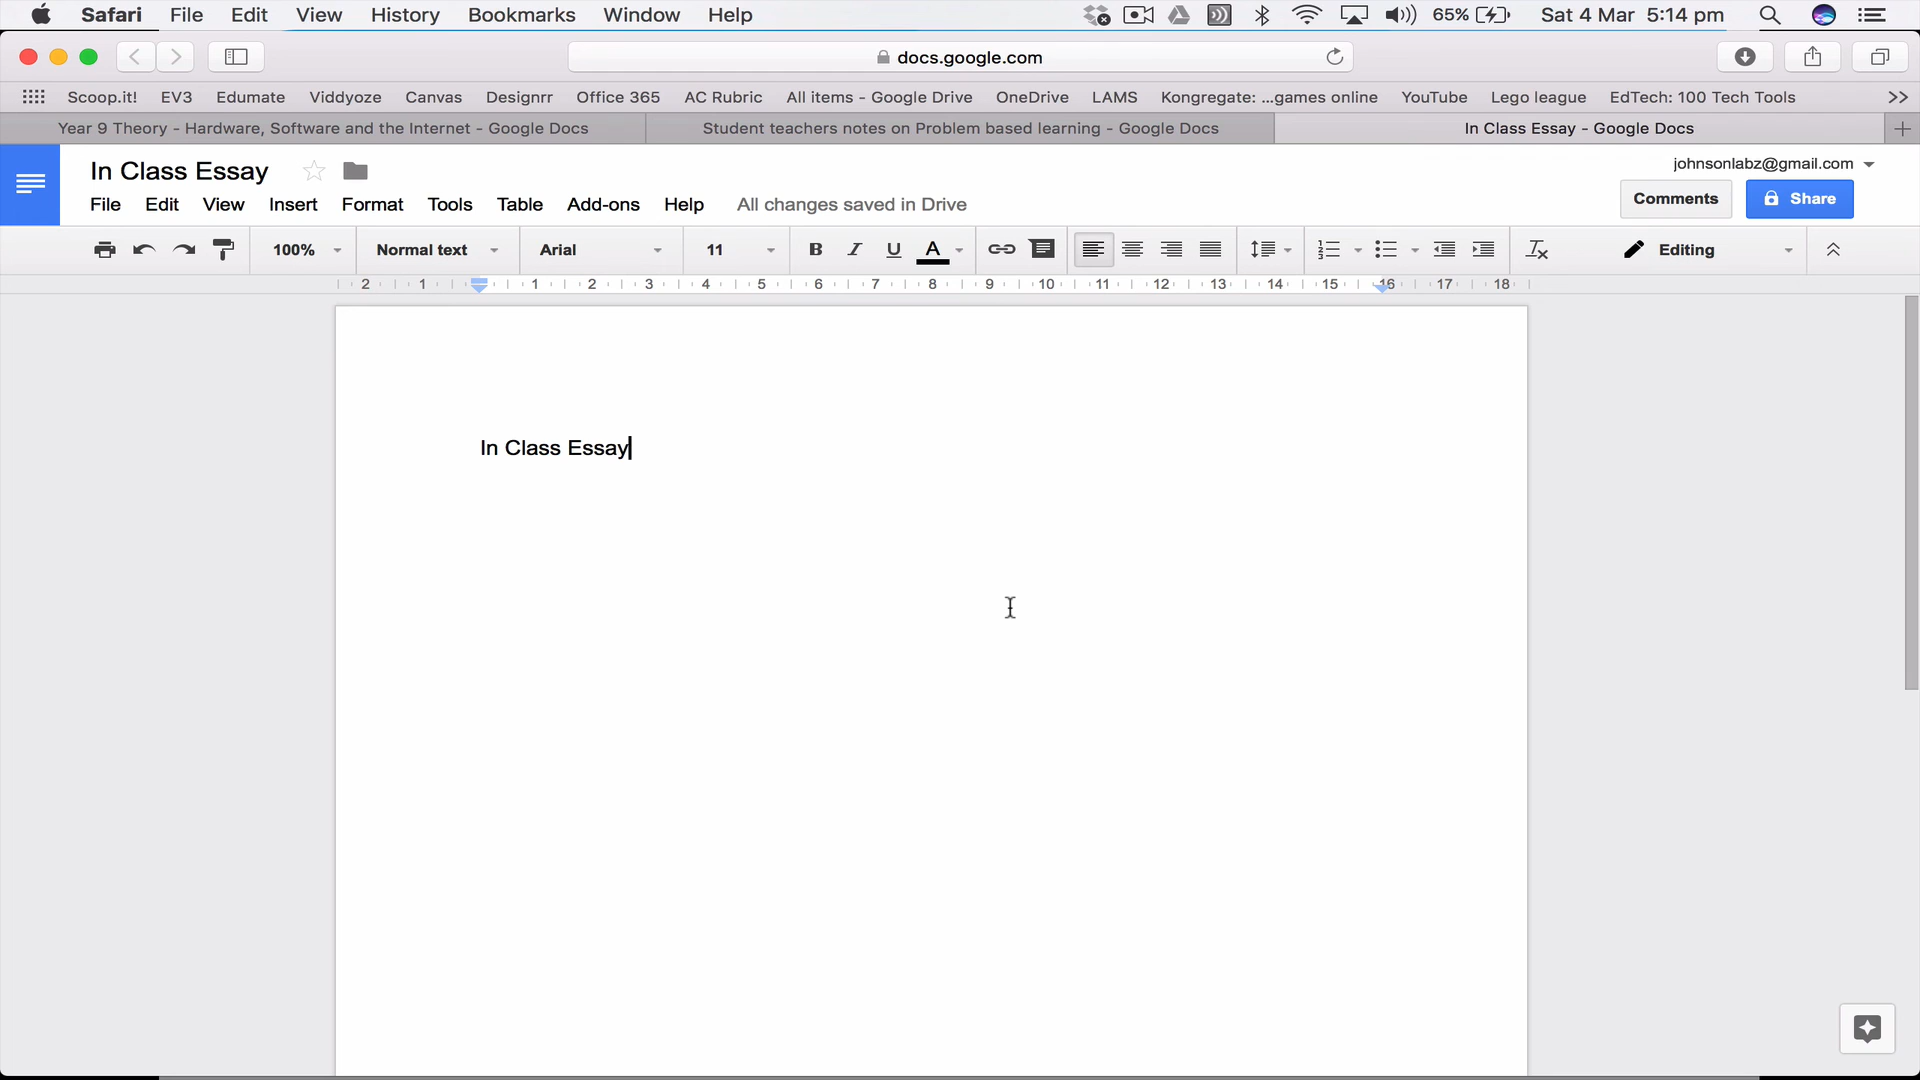 Safari File Edit View History Bookmarks Window Help 65% Sat 4 Mar 5:14 pm
docs.google.com
Scoop.it! EV3 Edumate Viddyoze Canvas Designrr Office 365 AC Rubric All items - Google Drive OneDrive LAMS Kongregate: ...games online YouTube Lego league EdTech: 100 Tech Tools >>
Year 9 Theory - Hardware, Software and the Internet - Google Docs Student teachers notes on Problem based learning - Google Docs In Class Essay - Google Docs
In Class Essay johnsonlabz@gmail.com
File Edit View Insert Format Tools Table Add-ons Help All changes saved in Drive Comments Share
100% Normal text Arial 11 B I U A Editing
2 1 1 2 3 4 5 6 7 8 9 10 11 12 13 14 15 16 17 18
In Class Essay